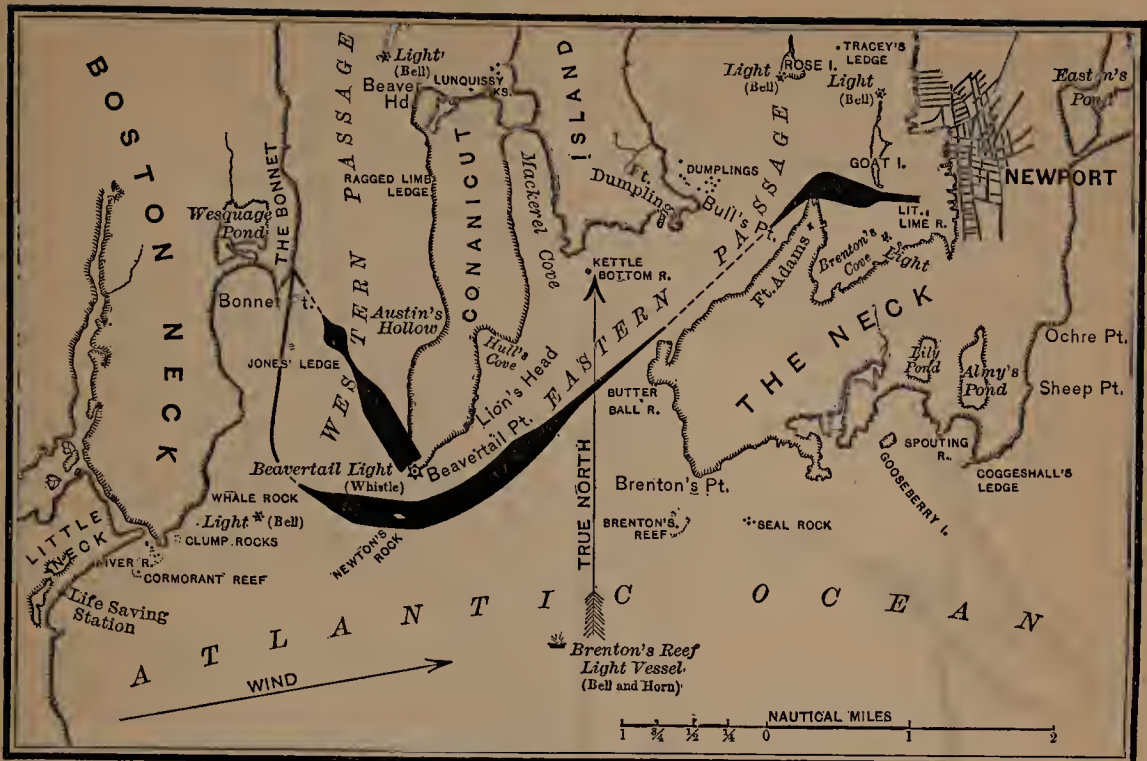 BOSTON NECK
WESTERN PASSAGE
Light
(Bell)
Beaver
Hd
LUNQUISSY
KS.
ISLAND
CONANICUT
Mackerel Cove
RAGGED LIMB
LEDGE
Wesquage
Pond
THE BONNET
Bonnet Pt.
JONES' LEDGE
Austin's
Hollow
Hull's
Cove
Lion's Head
Beavertail Pt.
Beavertail Light
(Whistle)
NEWTON'S
ROCK
WHALE ROCK
Light (Bell)
CLUMP ROCKS
CORMORANT REEF
LITTLE
NECK
Life Saving
Station
Ft.
Dumpling
DUMPLINGS
Bull's Pt.
KETTLE
BOTTOM R.
EASTERN PASSAGE
Light
(Bell)
ROSE I.
TRACEY'S
LEDGE
Light
(Bell)
GOAT I.
Easton's
Pond
NEWPORT
LIT.
LIME R.
Ft. Adams
Brenton's
Cove
Light
THE NECK
Lily
Pond
Almy's
Pond
Ochre Pt.
Sheep Pt.
BUTTER
BALL R.
SPOUTING
R.
GOOSEBERRY I.
COGGESHALL'S
LEDGE
Brenton's Pt.
BRENTON'S
REEF
SEAL ROCK
TRUE NORTH
ATLANTIC OCEAN
WIND
Brenton's Reef
Light Vessel
(Bell and Horn)
NAUTICAL MILES
1 ¾ ½ ¼ 0 1 2